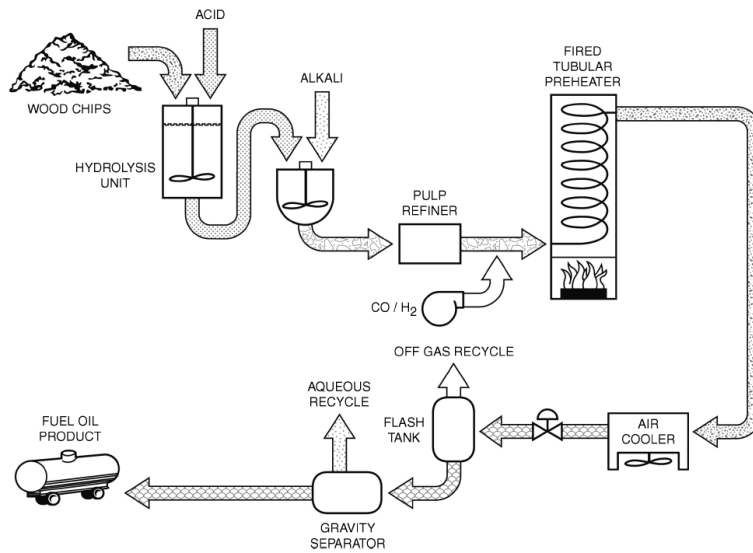 ACID
WOOD CHIPS
HYDROLYSIS
UNIT
ALKALI
PULP
REFINER
CO / H2
FIRED
TUBULAR
PREHEATER
AIR
COOLER
OFF GAS RECYCLE
FLASH
TANK
AQUEOUS
RECYCLE
GRAVITY
SEPARATOR
FUEL OIL
PRODUCT